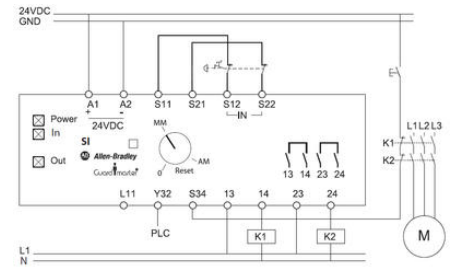 24VDC
GND
A1 A2 S11 S21 S12 S22
+ -
24VDC
IN
Power
In
Out
SI
AB Allen-Bradley
Guardmaster
MM
AM
0 Reset
13 14 23 24
L11 Y32 S34 13 14 23 24
PLC
K1 K2
L1
N
L1 L2 L3
K1
K2
M